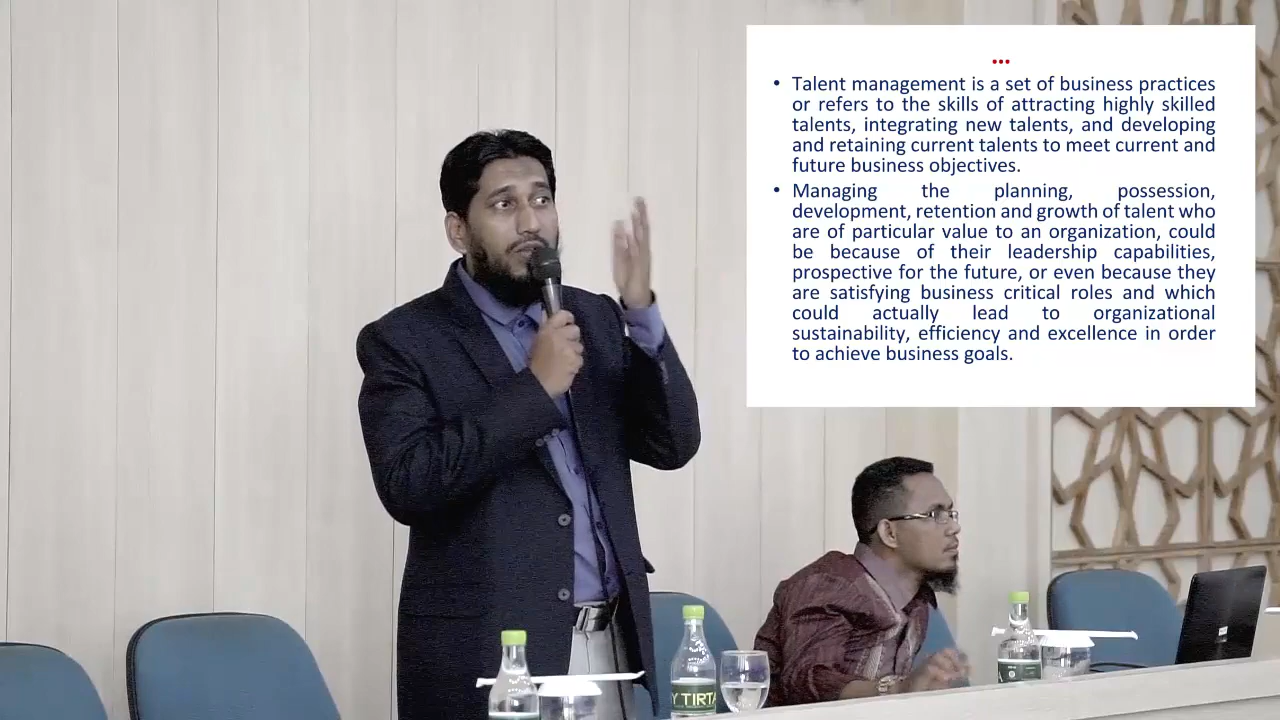 ...
• Talent management is a set of business practices
or refers to the skills of attracting highly skilled
talents, integrating new talents, and developing
and retaining current talents to meet current and
future business objectives.
• Managing the planning, possession,
development, retention and growth of talent who
are of particular value to an organization, could
be because of their leadership capabilities,
prospective for the future, or even because they
are satisfying business critical roles and which
could actually lead to organizational
sustainability, efficiency and excellence in order
to achieve business goals.
Y TIRTA